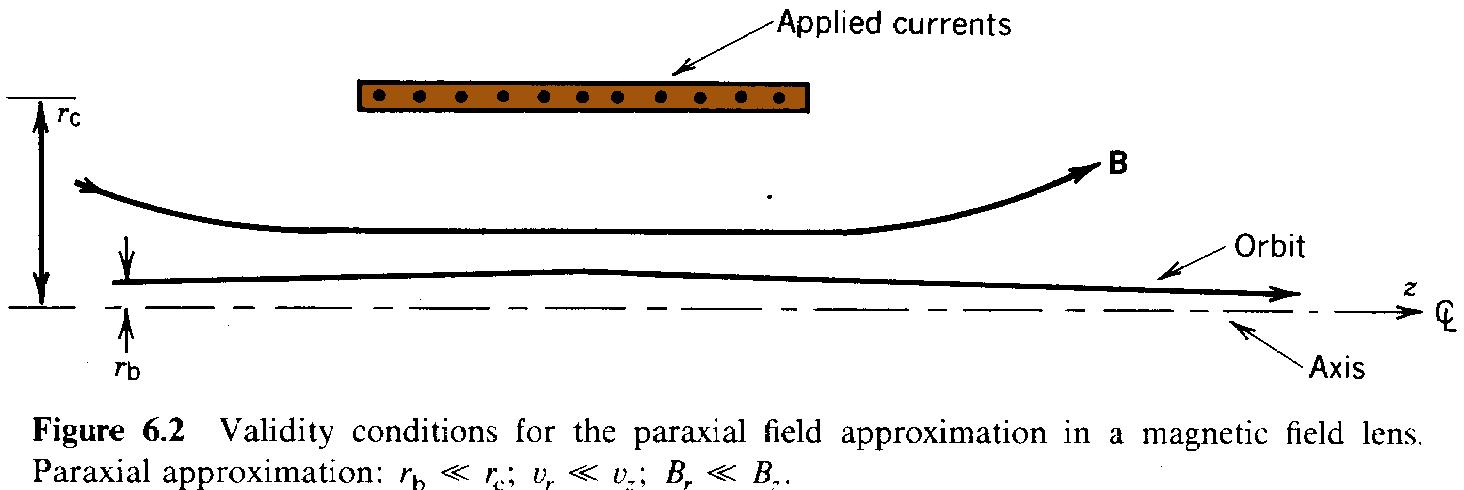 Applied currents
r_c
B
Orbit
z ℄
r_b
Axis
Figure 6.2 Validity conditions for the paraxial field approximation in a magnetic field lens.
Paraxial approximation: r_b ≪ r_c; v_r ≪ v_z; B_r ≪ B_z.